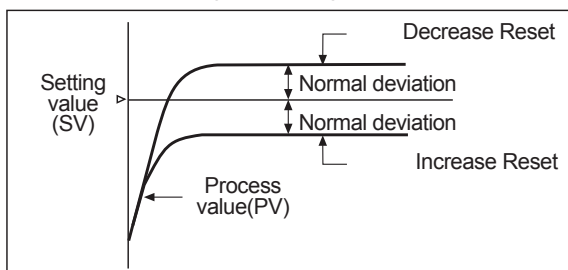 Decrease Reset
Setting
value
(SV)
Normal deviation
Normal deviation
Increase Reset
Process
value(PV)